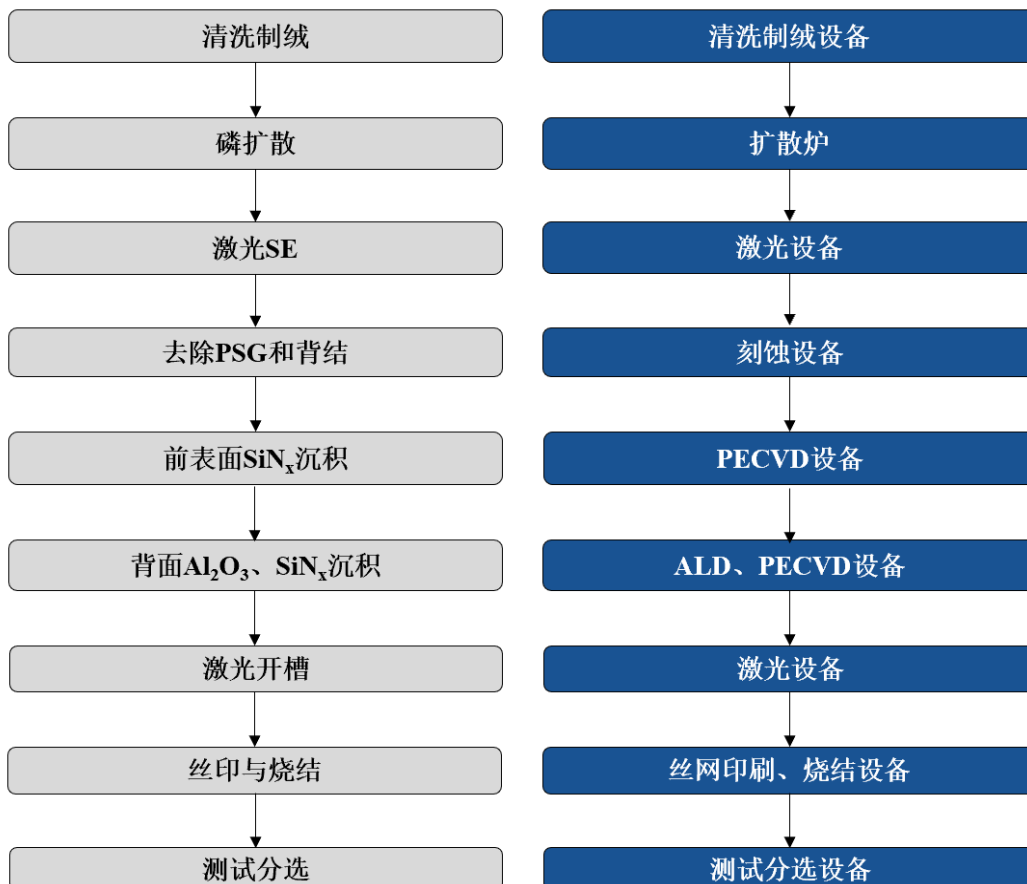 清洗制绒
清洗制绒设备
磷扩散
扩散炉
激光SE
激光设备
去除PSG和背结
刻蚀设备
前表面SiNx沉积
PECVD设备
背面Al2O3、SiNx沉积
ALD、PECVD设备
激光开槽
激光设备
丝印与烧结
丝网印刷、烧结设备
测试分选
测试分选设备